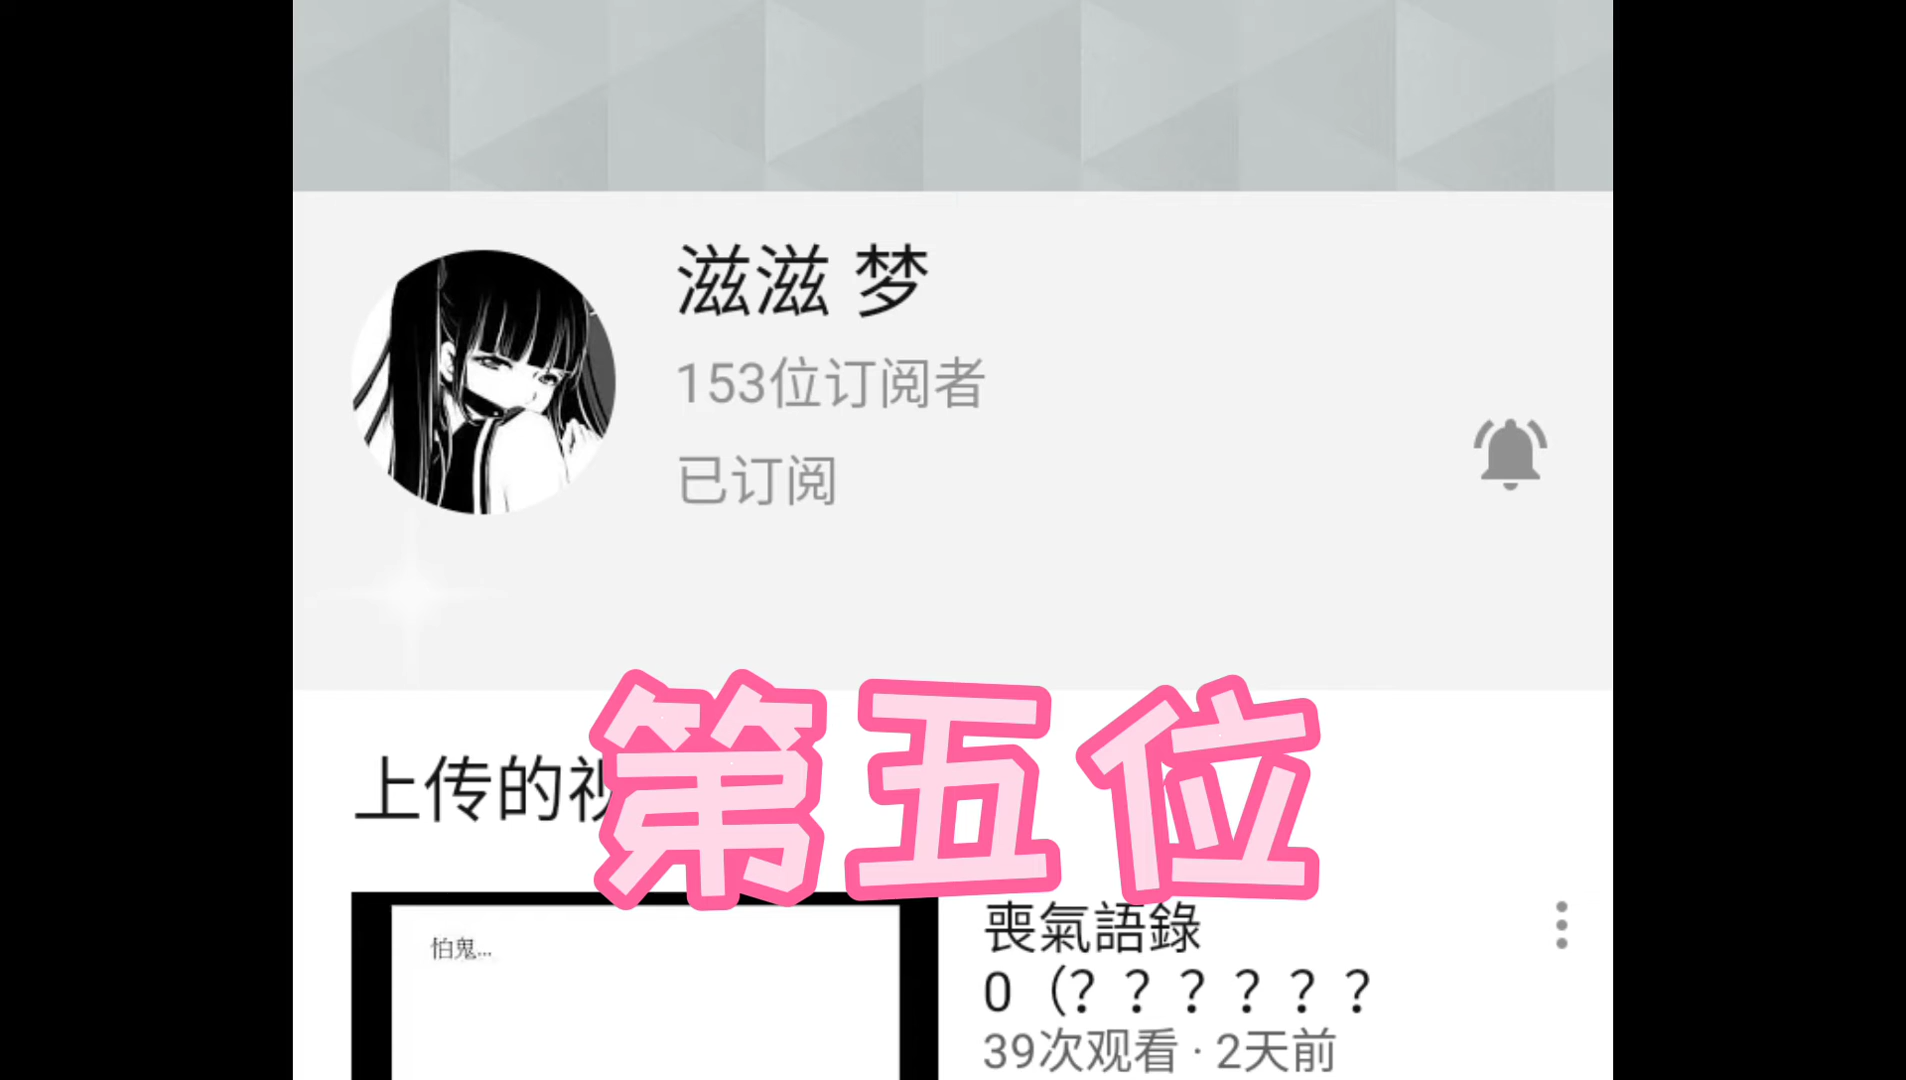 滋滋 梦
153位订阅者
已订阅
第五位
上传的视
怕鬼...
喪氣語錄
0（？？？？？？
39次观看 · 2天前